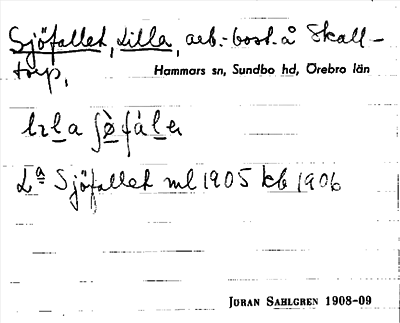 Sjöfallet, Lilla, arb.-bost. å Skall-
torp,
Hammars sn, Sundbo hd, Örebro län
Lª Sjöfallet ml 1905 kb 1906
JÖRAN SAHLGREN 1908-09